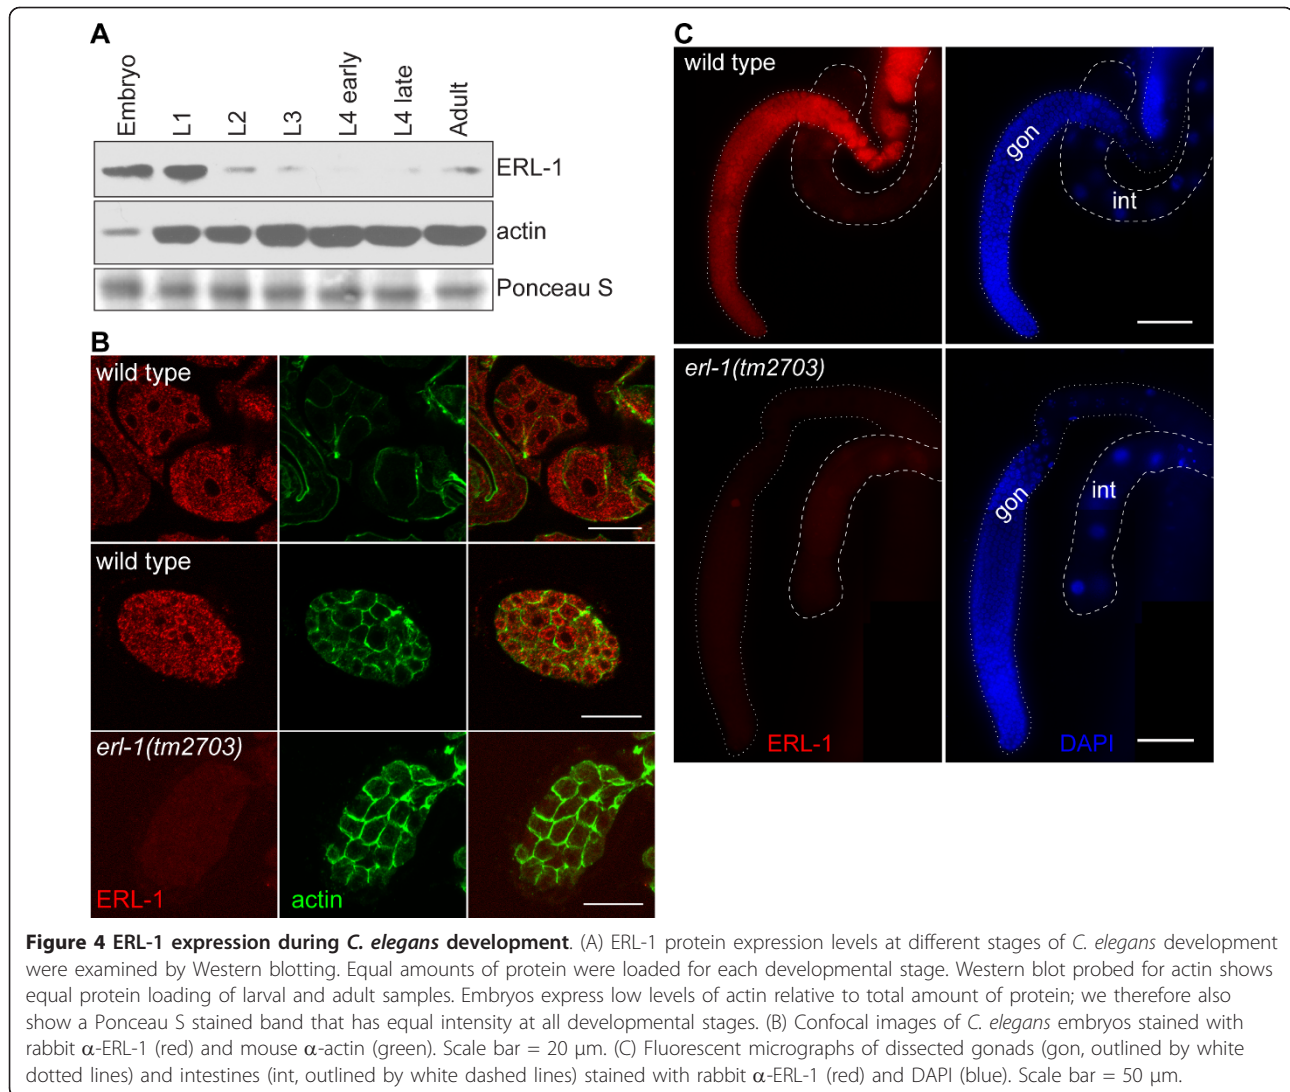 A
Embryo
L1
L2
L3
L4 early
L4 late
Adult
ERL-1
actin
Ponceau S
B
wild type
wild type
erl-1(tm2703)
ERL-1
actin
C
wild type
gon
int
erl-1(tm2703)
gon
int
ERL-1
DAPI
Figure 4 ERL-1 expression during C. elegans development. (A) ERL-1 protein expression levels at different stages of C. elegans development
were examined by Western blotting. Equal amounts of protein were loaded for each developmental stage. Western blot probed for actin shows
equal protein loading of larval and adult samples. Embryos express low levels of actin relative to total amount of protein; we therefore also
show a Ponceau S stained band that has equal intensity at all developmental stages. (B) Confocal images of C. elegans embryos stained with
rabbit α-ERL-1 (red) and mouse α-actin (green). Scale bar = 20 μm. (C) Fluorescent micrographs of dissected gonads (gon, outlined by white
dotted lines) and intestines (int, outlined by white dashed lines) stained with rabbit α-ERL-1 (red) and DAPI (blue). Scale bar = 50 μm.